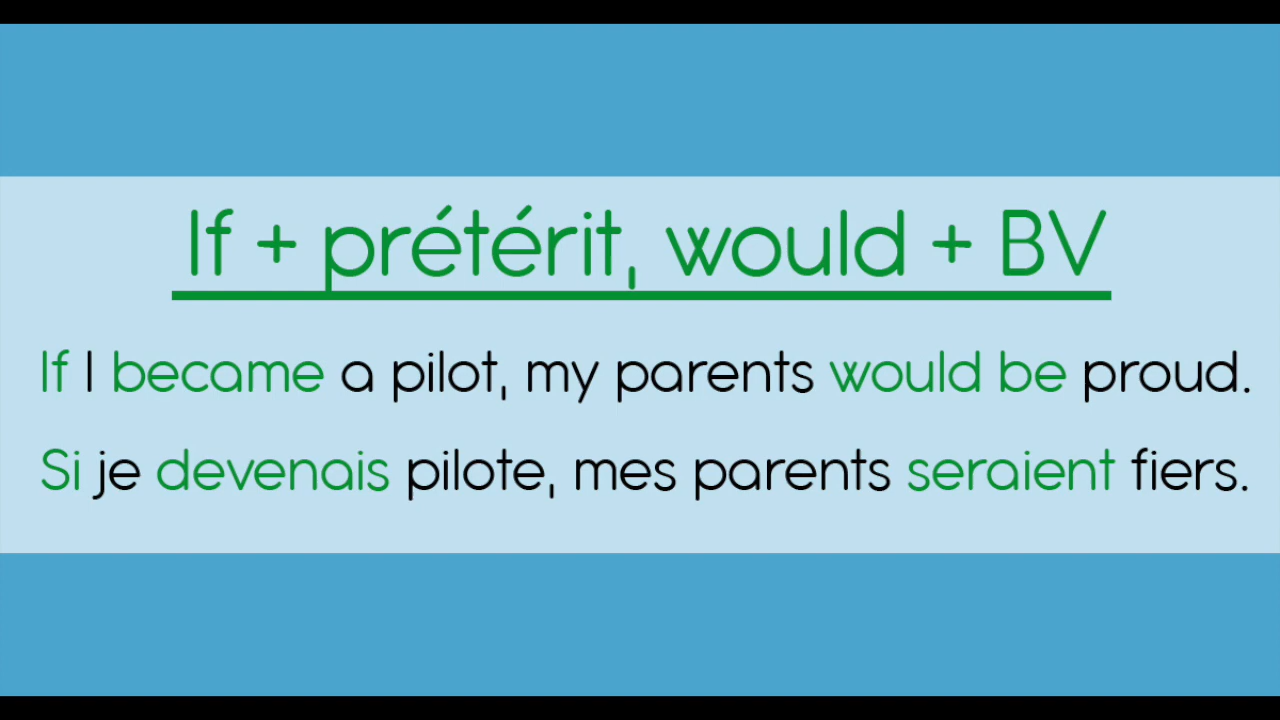 If + prétérit, would + BV
If I became a pilot, my parents would be proud.
Si je devenais pilote, mes parents seraient fiers.